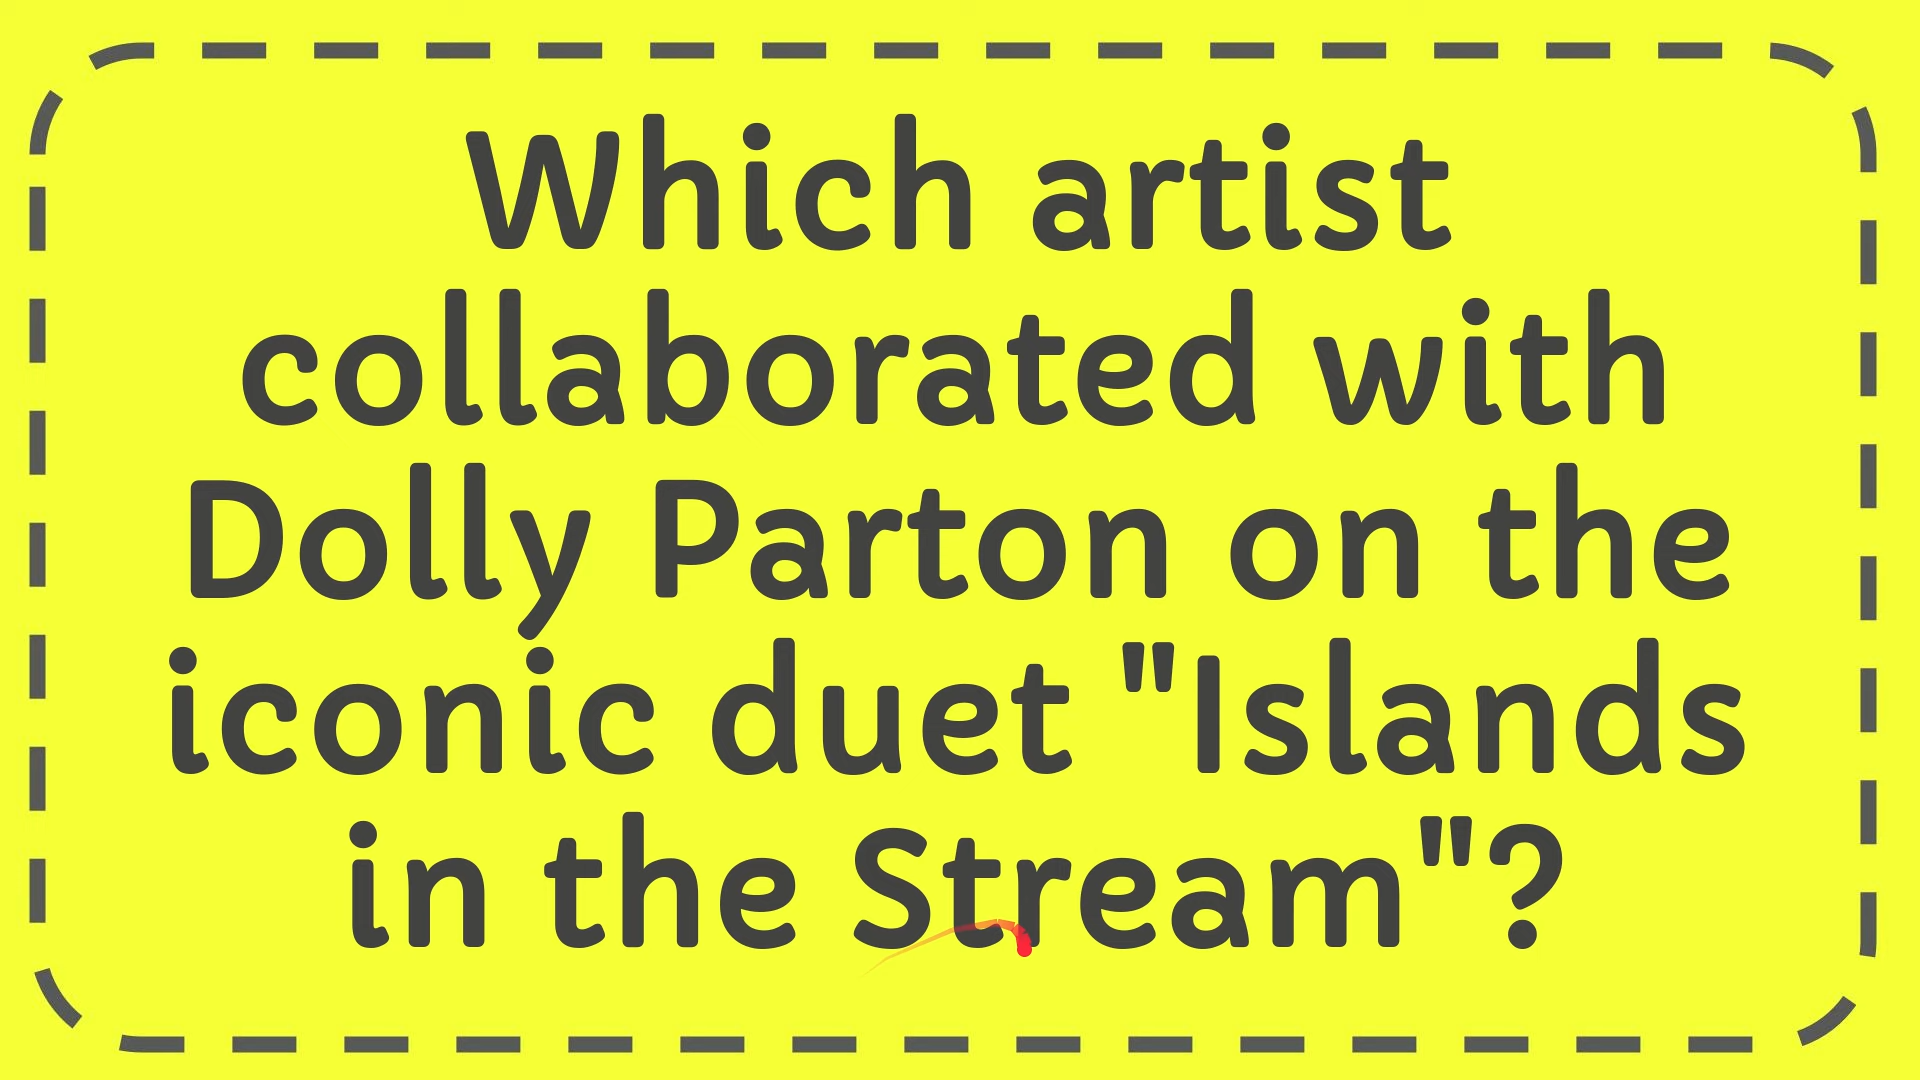 Which artist
collaborated with
Dolly Parton on the
iconic duet "Islands
in the Stream"?